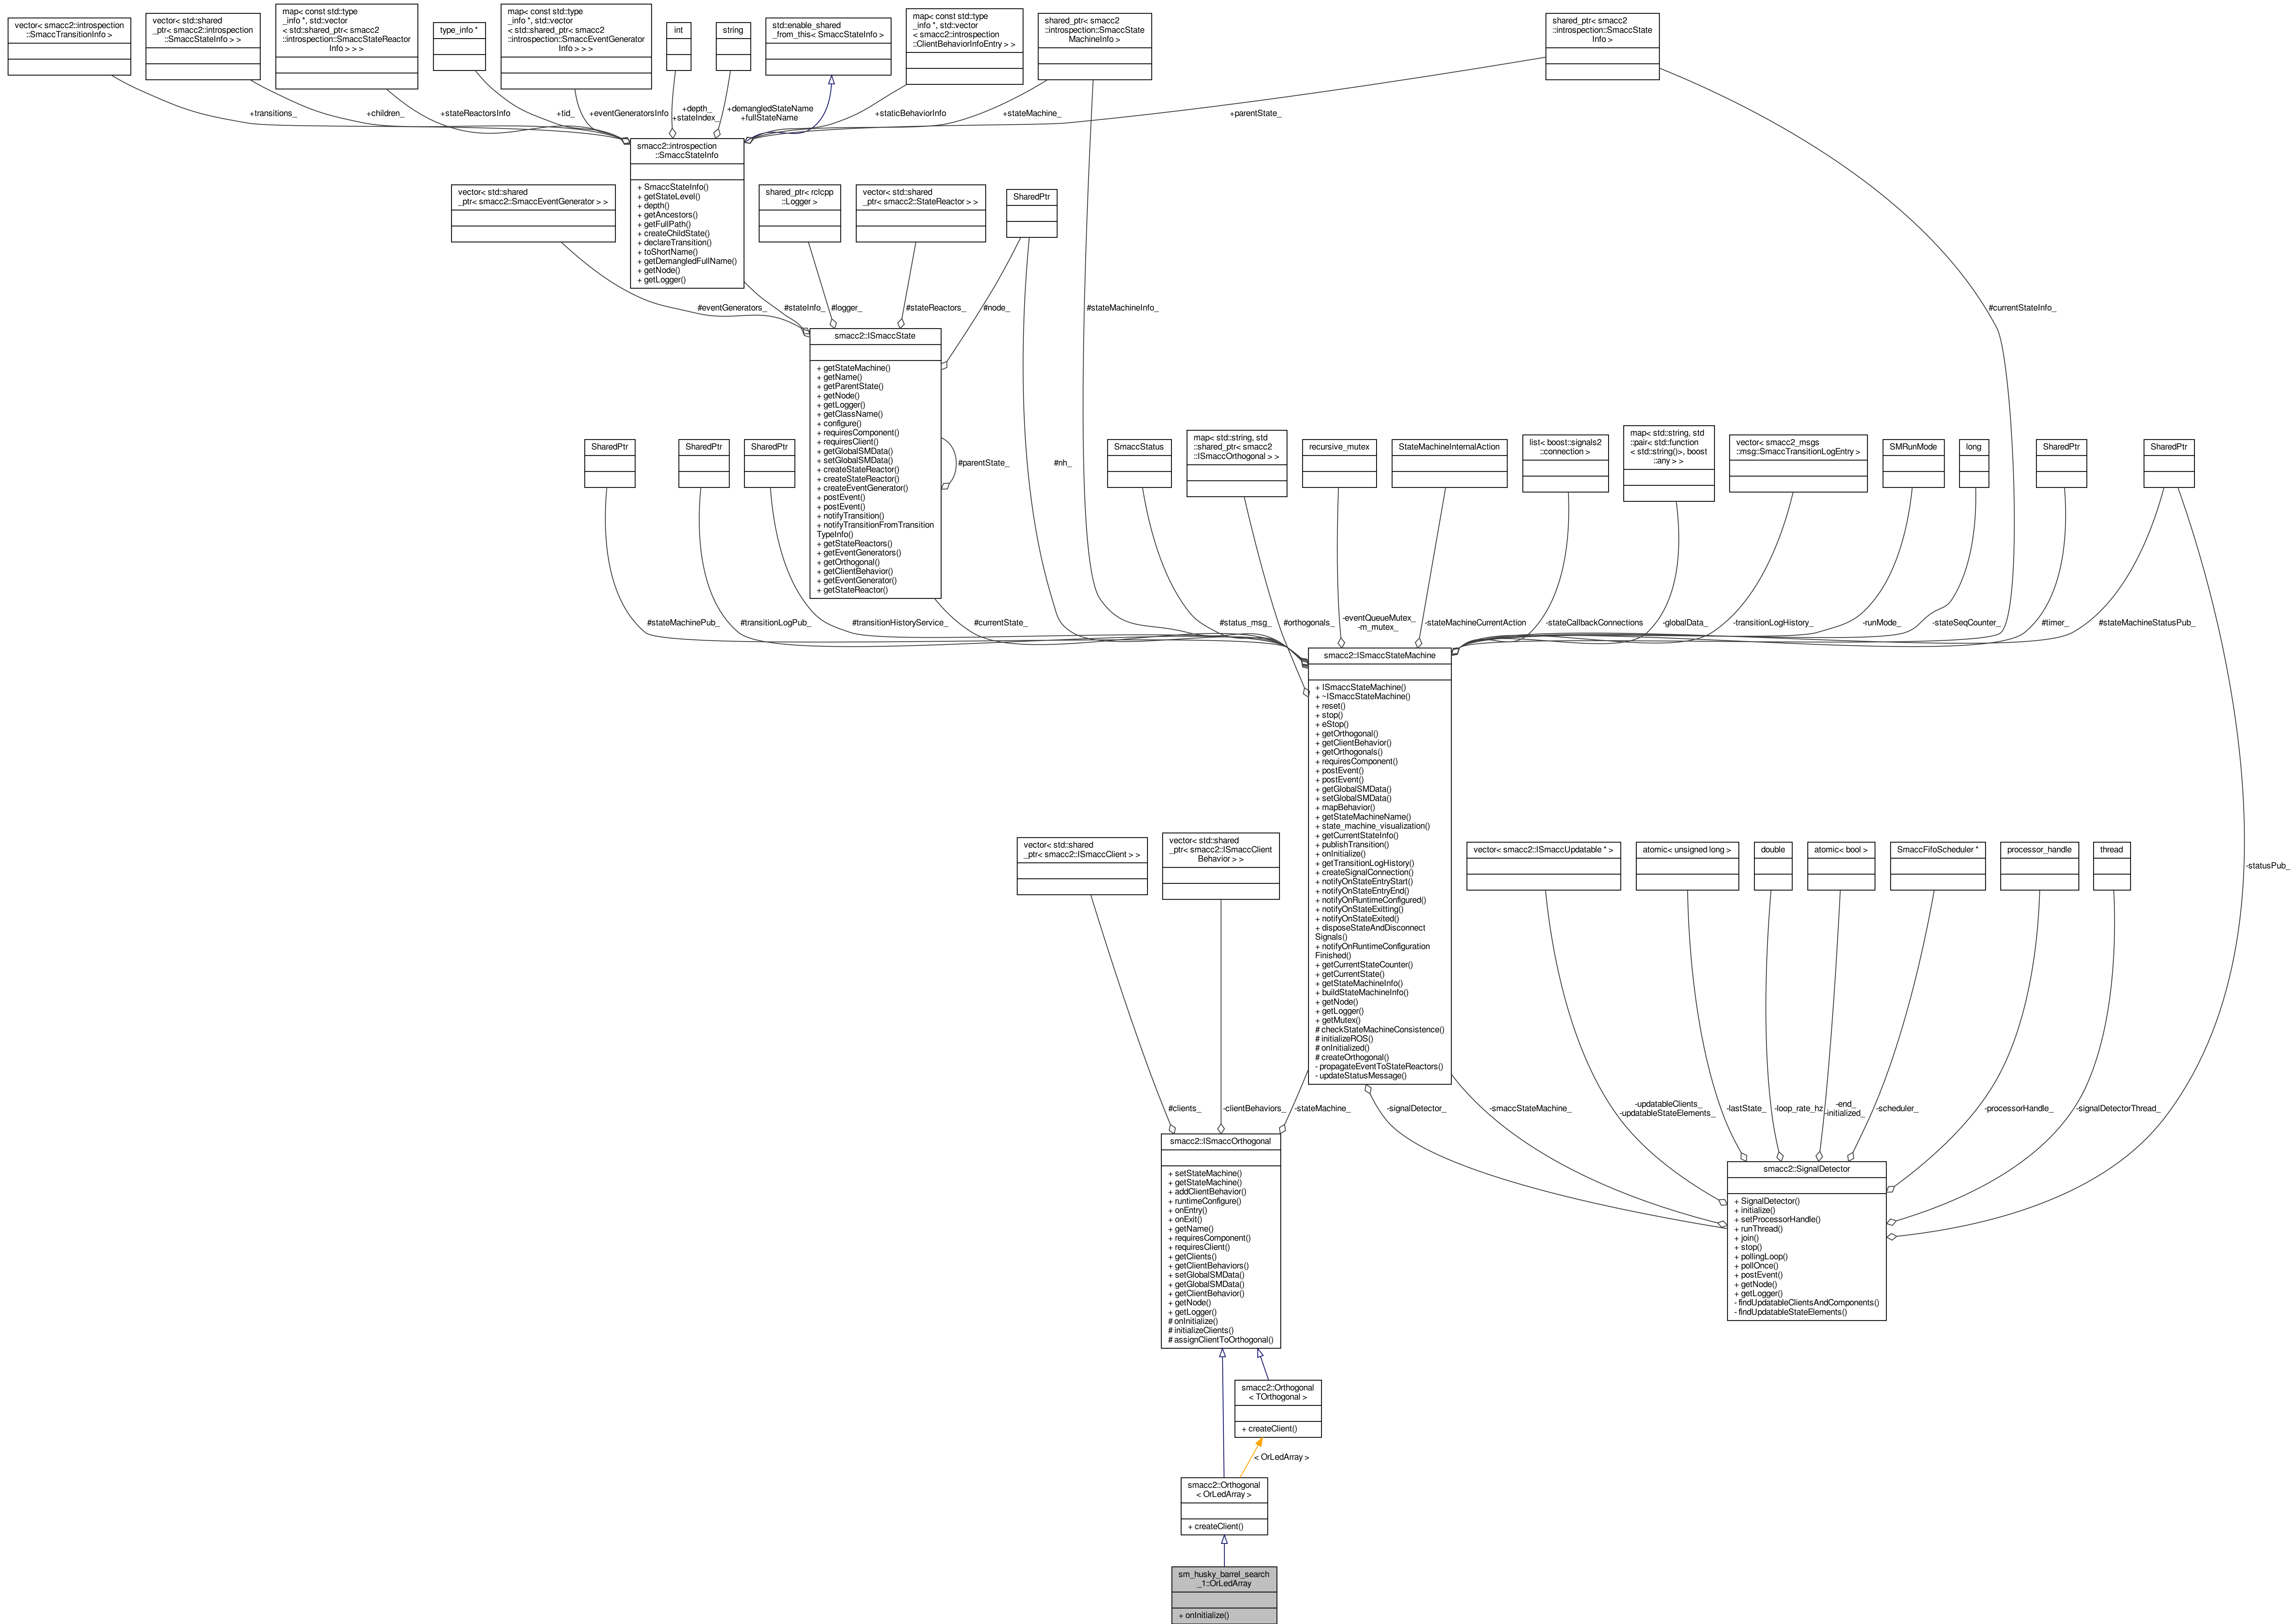 vector< smacc2::introspection
::SmaccTransitionInfo >
vector< std::shared
_ptr< smacc2::introspection
::SmaccStateInfo > >
map< const std::type
_info *, std::vector
< std::shared_ptr< smacc2
::introspection::SmaccStateReactor
Info > > >
type_info *
map< const std::type
_info *, std::vector
< std::shared_ptr< smacc2
::introspection::SmaccEventGenerator
Info > > >
int
string
std::enable_shared
_from_this< SmaccStateInfo >
map< const std::type
_info *, std::vector
< smacc2::introspection
::ClientBehaviorInfoEntry > >
shared_ptr< smacc2
::introspection::SmaccState
MachineInfo >
shared_ptr< smacc2
::introspection::SmaccState
Info >
+transitions_
+children_
+stateReactorsInfo
+tid_
+eventGeneratorsInfo
+depth_
+stateIndex_
+demangledStateName
+fullStateName
+staticBehaviorInfo
+stateMachine_
+parentState_
smacc2::introspection
::SmaccStateInfo
+ SmaccStateInfo()
+ getStateLevel()
+ depth()
+ getAncestors()
+ getFullPath()
+ createChildState()
+ declareTransition()
+ toShortName()
+ getDemangledFullName()
+ getNode()
+ getLogger()
vector< std::shared
_ptr< smacc2::SmaccEventGenerator > >
shared_ptr< rclcpp
::Logger >
vector< std::shared
_ptr< smacc2::StateReactor > >
SharedPtr
#eventGenerators_
#stateInfo_
#logger_
#stateReactors_
#node_
#stateMachineInfo_
#currentStateInfo_
smacc2::ISmaccState
+ getStateMachine()
+ getName()
+ getParentState()
+ getNode()
+ getLogger()
+ getClassName()
+ configure()
+ requiresComponent()
+ requiresClient()
+ getGlobalSMData()
+ setGlobalSMData()
+ createStateReactor()
+ createStateReactor()
+ createEventGenerator()
+ postEvent()
+ postEvent()
+ notifyTransition()
+ notifyTransitionFromTransition
TypeInfo()
+ getStateReactors()
+ getEventGenerators()
+ getOrthogonal()
+ getClientBehavior()
+ getEventGenerator()
+ getStateReactor()
#parentState_
#nh_
SharedPtr
SharedPtr
SharedPtr
SmaccStatus
map< std::string, std
::shared_ptr< smacc2
::ISmaccOrthogonal > >
recursive_mutex
StateMachineInternalAction
list< boost::signals2
::connection >
map< std::string, std
::pair< std::function
< std::string()>, boost
::any > >
vector< smacc2_msgs
::msg::SmaccTransitionLogEntry >
SMRunMode
long
SharedPtr
SharedPtr
#stateMachinePub_
#transitionLogPub_
#transitionHistoryService_
#currentState_
#status_msg_
#orthogonals_
-eventQueueMutex_
-m_mutex_
-stateMachineCurrentAction
-stateCallbackConnections
-globalData_
-transitionLogHistory_
-runMode_
-stateSeqCounter_
#timer_
#stateMachineStatusPub_
smacc2::ISmaccStateMachine
+ ISmaccStateMachine()
+ ~ISmaccStateMachine()
+ reset()
+ stop()
+ eStop()
+ getOrthogonal()
+ getClientBehavior()
+ getOrthogonals()
+ requiresComponent()
+ postEvent()
+ postEvent()
+ getGlobalSMData()
+ setGlobalSMData()
+ mapBehavior()
+ getStateMachineName()
+ state_machine_visualization()
+ getCurrentStateInfo()
+ publishTransition()
+ onInitialize()
+ getTransitionLogHistory()
+ createSignalConnection()
+ notifyOnStateEntryStart()
+ notifyOnStateEntryEnd()
+ notifyOnRuntimeConfigured()
+ notifyOnStateExitting()
+ notifyOnStateExited()
+ disposeStateAndDisconnect
Signals()
+ notifyOnRuntimeConfiguration
Finished()
+ getCurrentStateCounter()
+ getCurrentState()
+ getStateMachineInfo()
+ buildStateMachineInfo()
+ getNode()
+ getLogger()
+ getMutex()
# checkStateMachineConsistence()
# initializeROS()
# onInitialized()
# createOrthogonal()
- propagateEventToStateReactors()
- updateStatusMessage()
vector< std::shared
_ptr< smacc2::ISmaccClient > >
vector< std::shared
_ptr< smacc2::ISmaccClient
Behavior > >
vector< smacc2::ISmaccUpdatable * >
atomic< unsigned long >
double
atomic< bool >
SmaccFifoScheduler *
processor_handle
thread
-statusPub_
#clients_
-clientBehaviors_
-stateMachine_
-signalDetector_
-smaccStateMachine_
-updatableClients_
-updatableStateElements_
-lastState_
-loop_rate_hz
-end_
-initialized_
-scheduler_
-processorHandle_
-signalDetectorThread_
smacc2::ISmaccOrthogonal
+ setStateMachine()
+ getStateMachine()
+ addClientBehavior()
+ runtimeConfigure()
+ onEntry()
+ onExit()
+ getName()
+ requiresComponent()
+ requiresClient()
+ getClients()
+ getClientBehaviors()
+ setGlobalSMData()
+ getGlobalSMData()
+ getClientBehavior()
+ getNode()
+ getLogger()
# onInitialize()
# initializeClients()
# assignClientToOrthogonal()
smacc2::SignalDetector
+ SignalDetector()
+ initialize()
+ setProcessorHandle()
+ runThread()
+ join()
+ stop()
+ pollingLoop()
+ pollOnce()
+ postEvent()
+ getNode()
+ getLogger()
- findUpdatableClientsAndComponents()
- findUpdatableStateElements()
smacc2::Orthogonal
< TOrthogonal >
+ createClient()
< OrLedArray >
smacc2::Orthogonal
< OrLedArray >
+ createClient()
sm_husky_barrel_search
_1::OrLedArray
+ onInitialize()